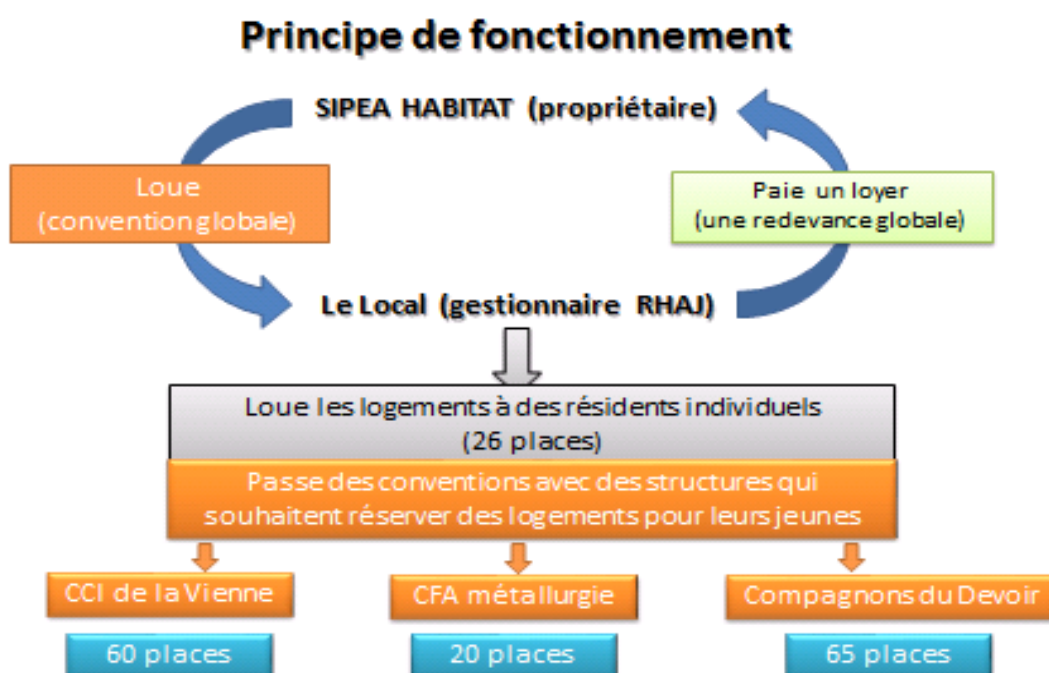 Principe de fonctionnement
SIPEA HABITAT (propriétaire)
Loue
(convention globale)
Paie un loyer
(une redevance globale)
Le Local (gestionnaire RHAJ)
Loue les logements à des résidents individuels
(26 places)
Passe des conventions avec des structures qui
souhaitent réserver des logements pour leurs jeunes
CCI de la Vienne
CFA métallurgie
Compagnons du Devoir
60 places
20 places
65 places